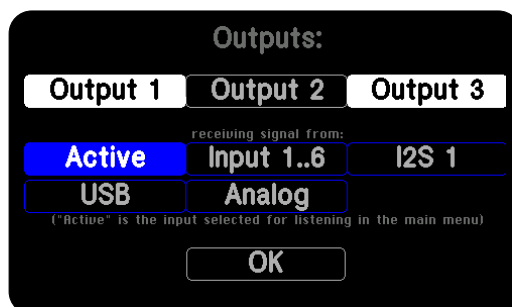 Outputs:
Output 1 Output 2 Output 3
receiving signal from:
Active Input 1..6 I2S 1
USB Analog
("Active" is the input selected for listening in the main menu)
OK